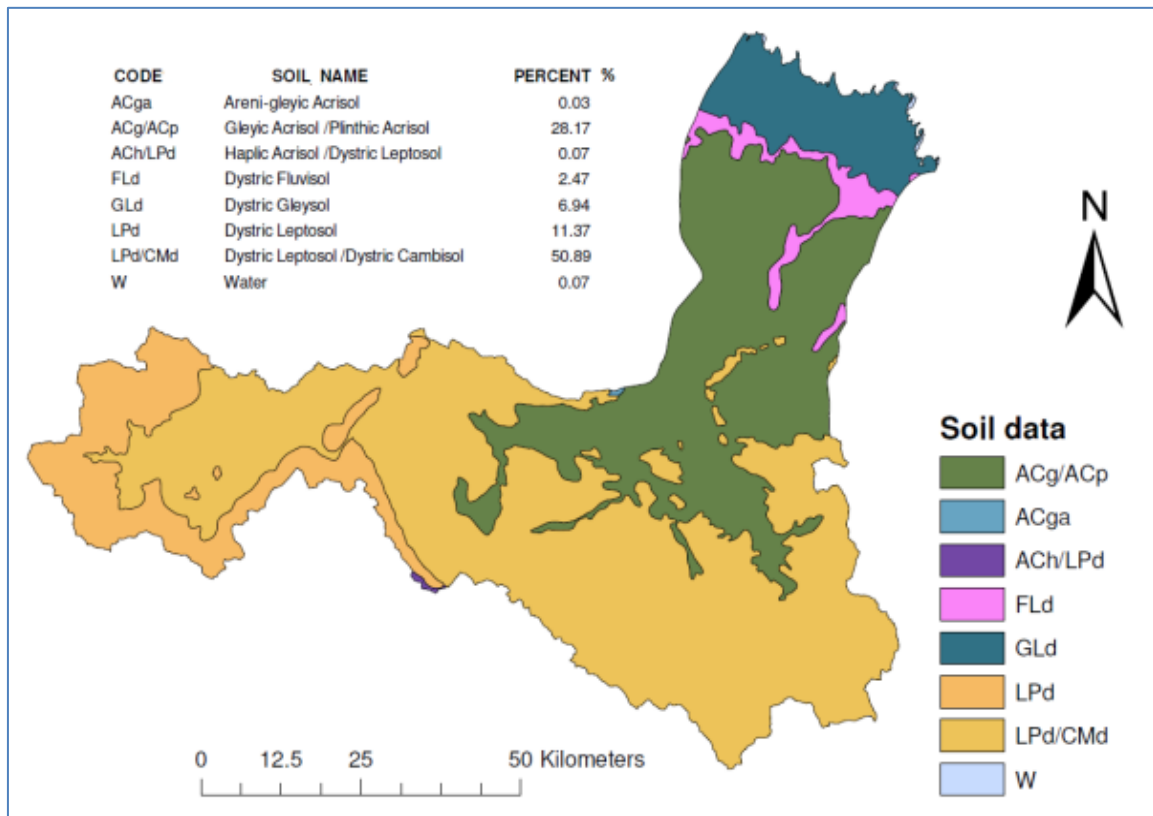 CODE SOIL NAME PERCENT %
ACga Areni-gleyic Acrisol 0.03
ACg/ACp Gleyic Acrisol /Plinthic Acrisol 28.17
ACh/LPd Haplic Acrisol /Dystric Leptosol 0.07
FLd Dystric Fluvisol 2.47
GLd Dystric Gleysol 6.94
LPd Dystric Leptosol 11.37
LPd/CMd Dystric Leptosol /Dystric Cambisol 50.89
W Water 0.07
N
Soil data
ACg/ACp
ACga
ACh/LPd
FLd
GLd
LPd
LPd/CMd
W
0 12.5 25 50 Kilometers